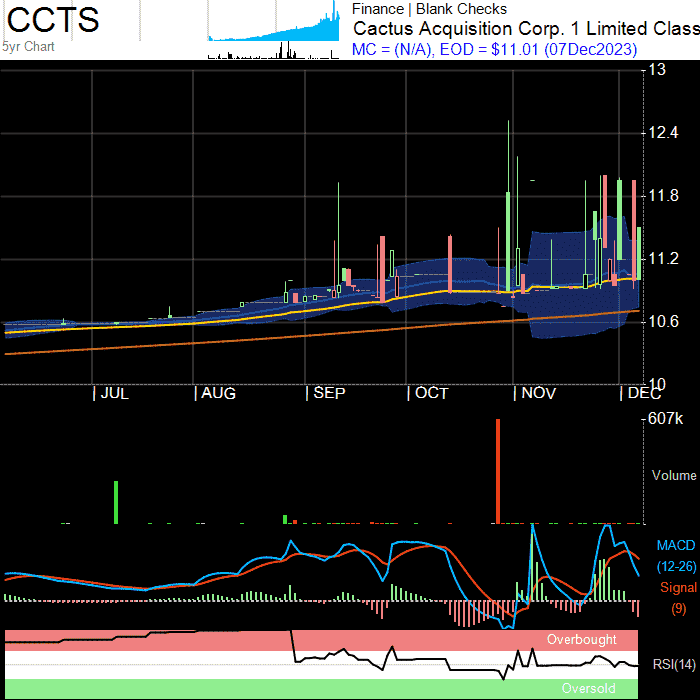 CCTS
5yr Chart
Finance | Blank Checks
Cactus Acquisition Corp. 1 Limited Class
MC = (N/A), EOD = $11.01 (07Dec2023)
13
12.4
11.8
11.2
10.6
10
JUL
AUG
SEP
OCT
NOV
DEC
607k
Volume
MACD
(12-26)
Signal
(9)
Overbought
RSI(14)
Oversold